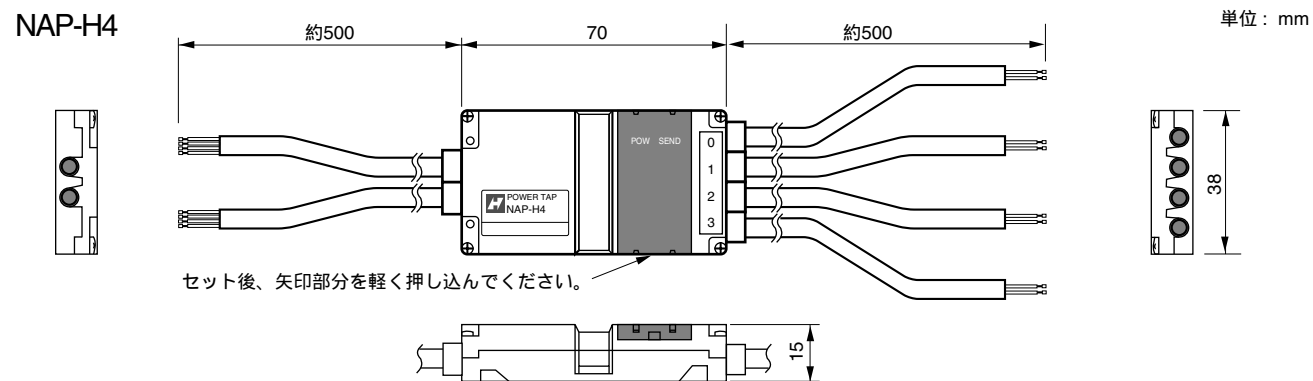 NAP-H4
単位：mm
約500
70
約500
POW SEND
0
1
2
3
POWER TAP
NAP-H4
38
セット後、矢印部分を軽く押し込んでください。
15